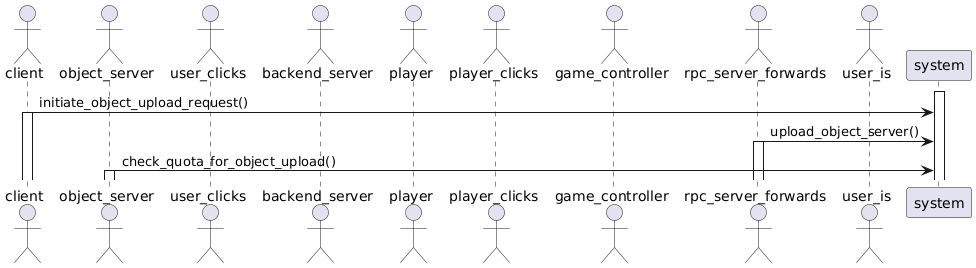 client object_server user_clicks backend_server player player_clicks game_controller rpc_server_forwards user_is system
initiate_object_upload_request()
upload_object_server()
check_quota_for_object_upload()
client object_server user_clicks backend_server player player_clicks game_controller rpc_server_forwards user_is system